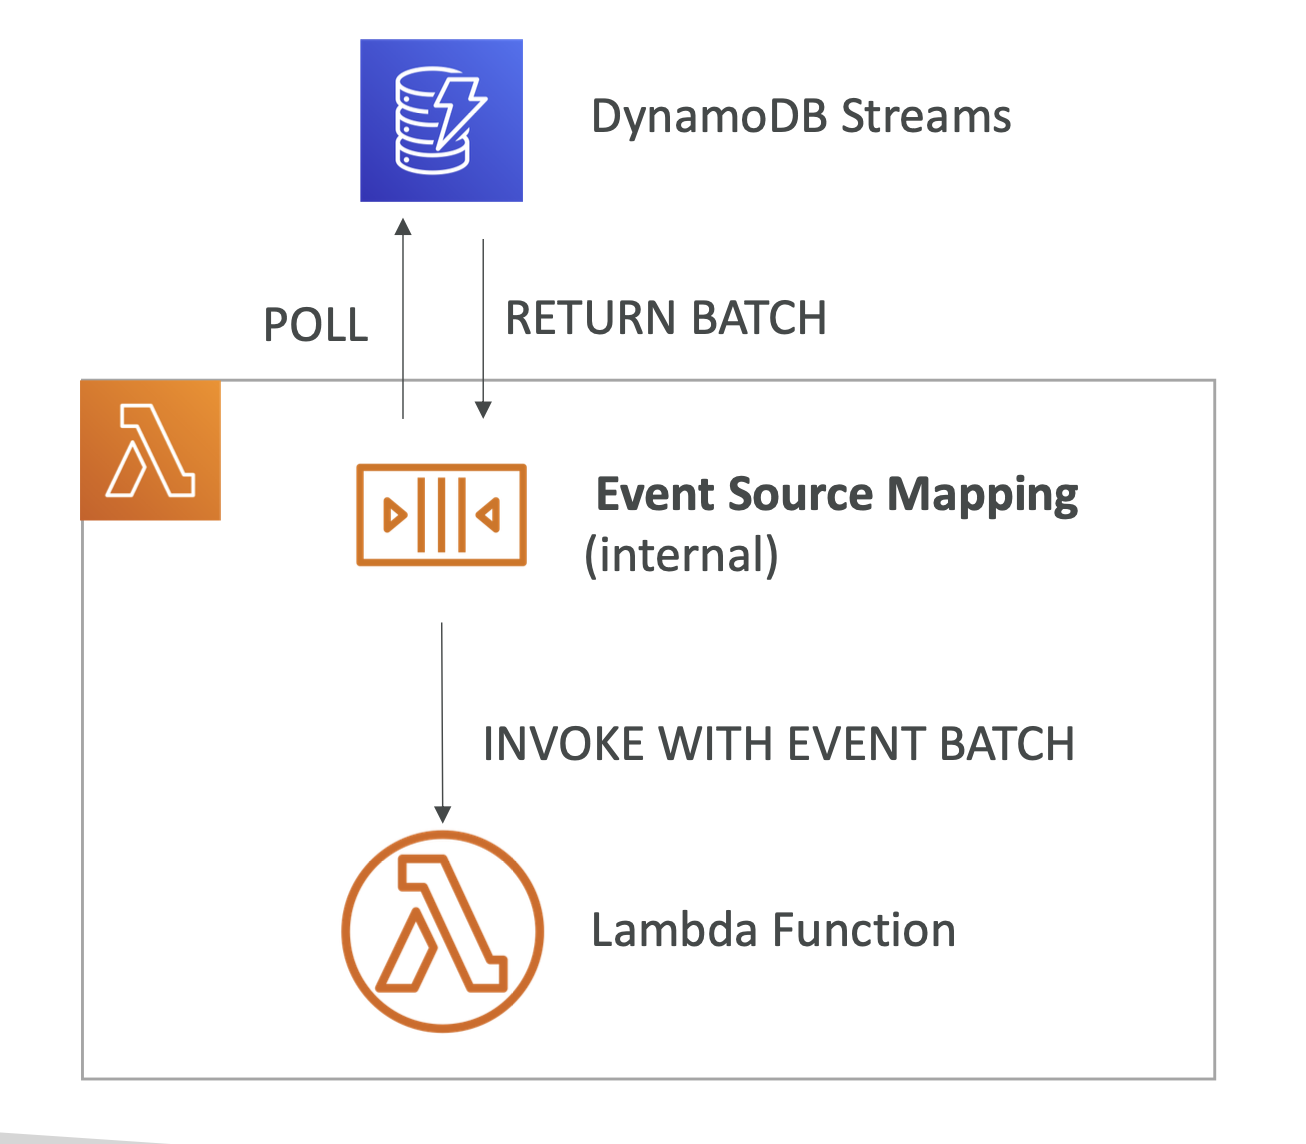 DynamoDB Streams
POLL
RETURN BATCH
Event Source Mapping
(internal)
INVOKE WITH EVENT BATCH
Lambda Function